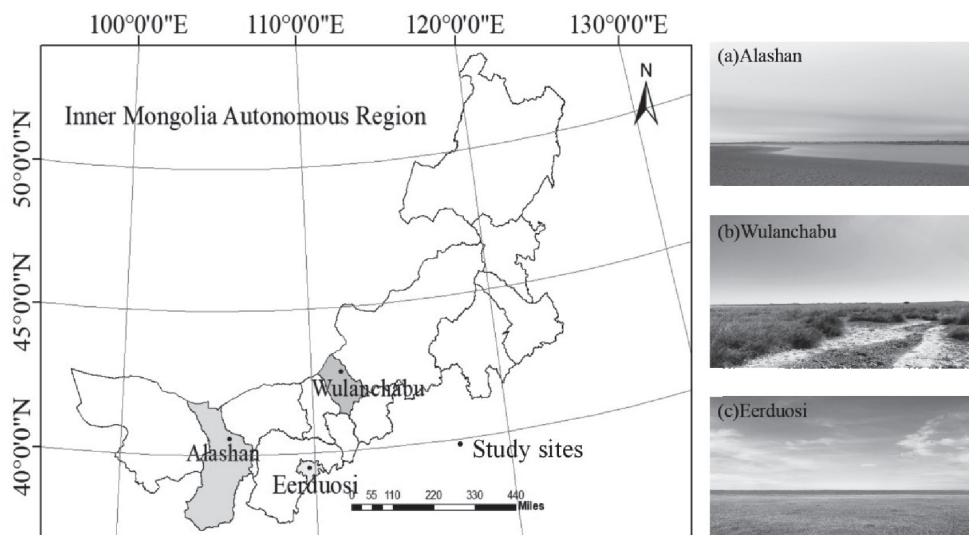 100°0'0"E 110°0'0"E 120°0'0"E 130°0'0"E
N
Inner Mongolia Autonomous Region
50°0'0"N
45°0'0"N
40°0'0"N
Wulanchabu
Alashan
Eerduosi
Study sites
0 55 110 220 330 440
Miles
(a)Alashan
(b)Wulanchabu
(c)Eerduosi